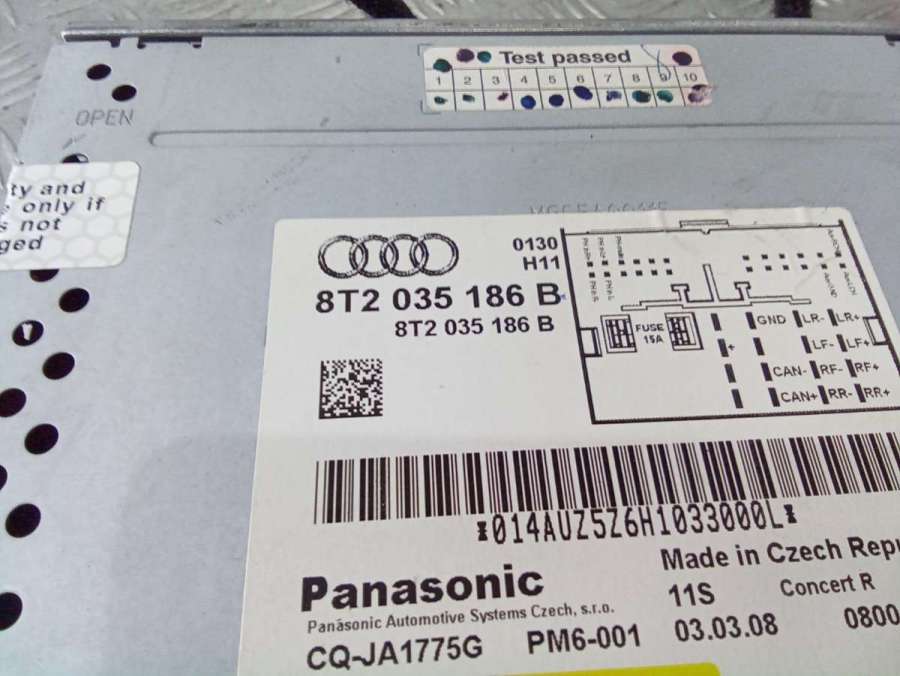 Test passed
1 2 3 4 5 6 7 8 9 10
OPEN
ty and
only if
s not
ged
0130
H11
8T2 035 186 B
8T2 035 186 B
FUSE
15A
+
GND LR- LR+
LF- LF+
CAN- RF- RF+
CAN+ RR- RR+
*014AUZ5Z6H1033000L*
Made in Czech Repu
Panasonic
11S Concert R
Panasonic Automotive Systems Czech, s.r.o.
CQ-JA1775G PM6-001 03.03.08 0800